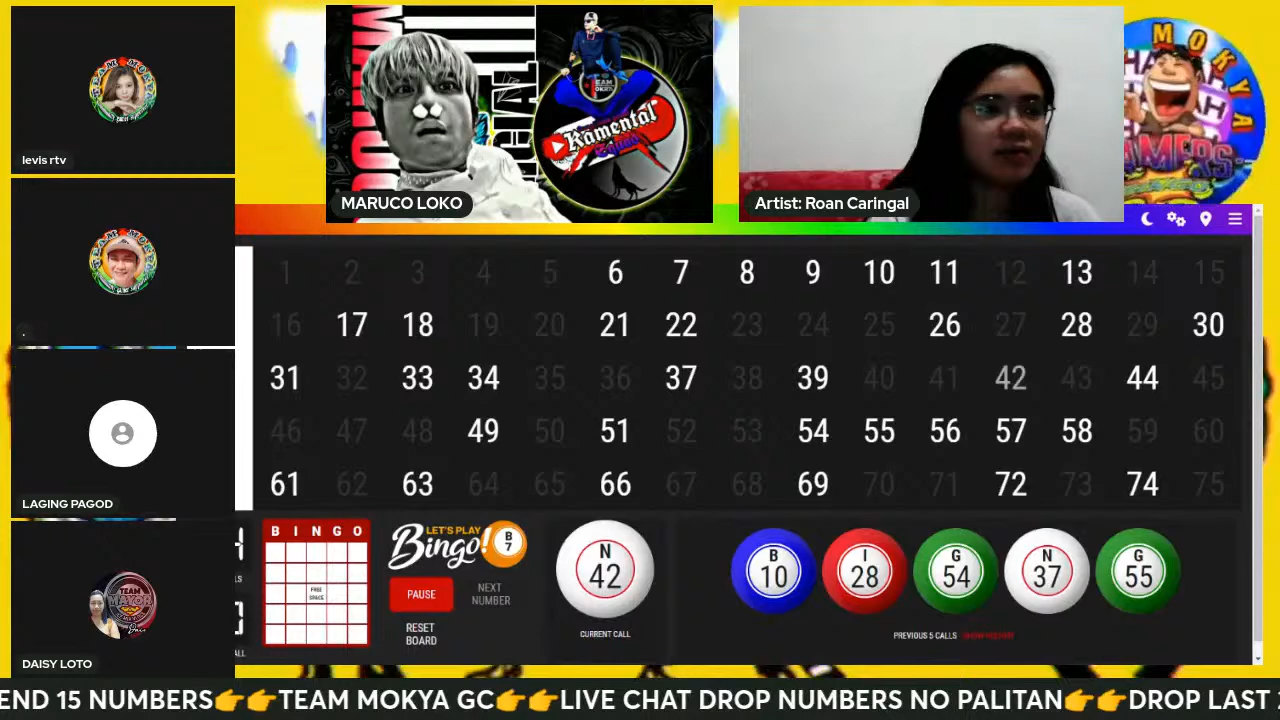 levis rtv
.
LAGING PAGOD
DAISY LOTO
MARUCO LOKO
Kamental
Artist: Roan Caringal
MOKYA
GAMERS
1 2 3 4 5 6 7 8 9 10 11 12 13 14 15
16 17 18 19 20 21 22 23 24 25 26 27 28 29 30
31 32 33 34 35 36 37 38 39 40 41 42 43 44 45
46 47 48 49 50 51 52 53 54 55 56 57 58 59 60
61 62 63 64 65 66 67 68 69 70 71 72 73 74 75
B I N G O
FREE
SPACE
LET'S PLAY
Bingo!
B
7
PAUSE
NEXT
NUMBER
RESET
BOARD
N
42
CURRENT CALL
B
10
I
28
G
54
N
37
G
55
PREVIOUS 5 CALLS
END 15 NUMBERS👉👉TEAM MOKYA GC👉👉LIVE CHAT DROP NUMBERS NO PALITAN👉👉DROP LAST